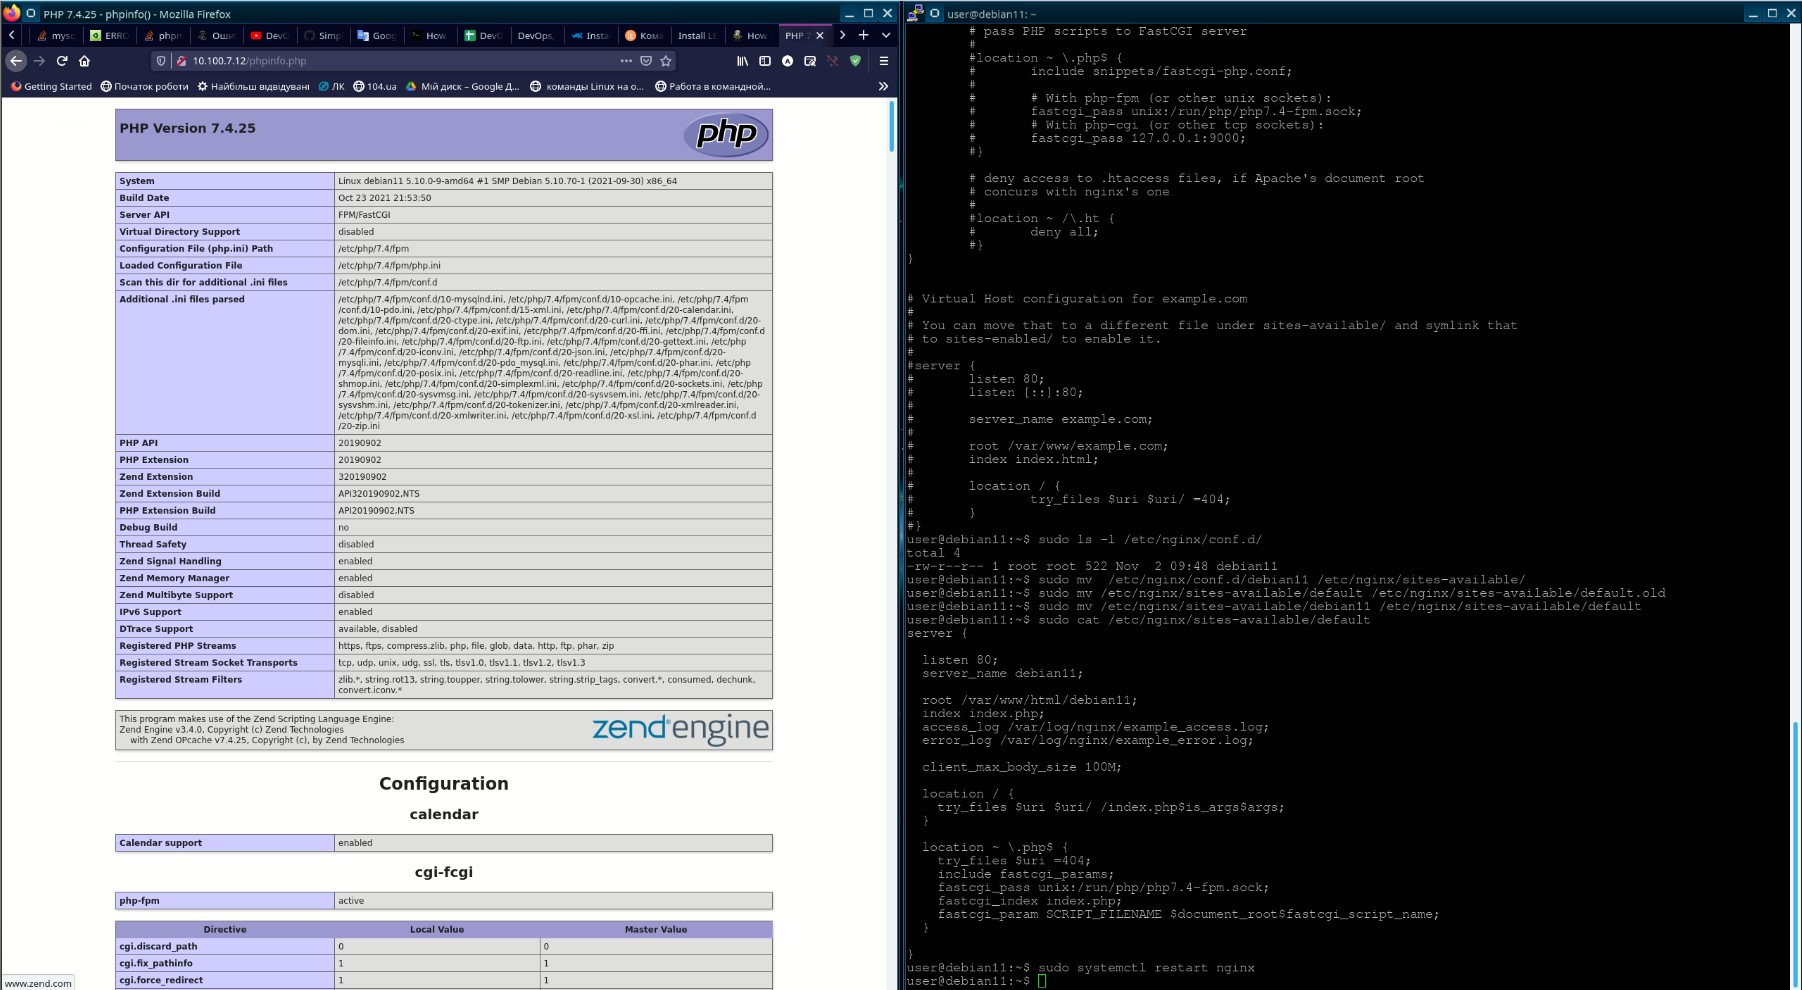 PHP 7.4.25 - phpinfo() - Mozilla Firefox
mysq
ERRO
phpn
Оши
DevO
Simpl
Goog
How
DevO
DevOps,
Insta
Кома
Install LE
How
PHP 7
10.100.7.12/phpinfo.php
Getting Started
Початок роботи
Найбільш відвідувані
ЛК
104.ua
Мій диск – Google Д...
команды Linux на о...
Работа в командной...
PHP Version 7.4.25
php
System Linux debian11 5.10.0-9-amd64 #1 SMP Debian 5.10.70-1 (2021-09-30) x86_64
Build Date Oct 23 2021 21:53:50
Server API FPM/FastCGI
Virtual Directory Support disabled
Configuration File (php.ini) Path /etc/php/7.4/fpm
Loaded Configuration File /etc/php/7.4/fpm/php.ini
Scan this dir for additional .ini files /etc/php/7.4/fpm/conf.d
Additional .ini files parsed /etc/php/7.4/fpm/conf.d/10-mysqlnd.ini, /etc/php/7.4/fpm/conf.d/10-opcache.ini, /etc/php/7.4/fpm
/conf.d/10-pdo.ini, /etc/php/7.4/fpm/conf.d/15-xml.ini, /etc/php/7.4/fpm/conf.d/20-calendar.ini,
/etc/php/7.4/fpm/conf.d/20-ctype.ini, /etc/php/7.4/fpm/conf.d/20-curl.ini, /etc/php/7.4/fpm/conf.d/20-
dom.ini, /etc/php/7.4/fpm/conf.d/20-exif.ini, /etc/php/7.4/fpm/conf.d/20-ffi.ini, /etc/php/7.4/fpm/conf.d
/20-fileinfo.ini, /etc/php/7.4/fpm/conf.d/20-ftp.ini, /etc/php/7.4/fpm/conf.d/20-gettext.ini, /etc/php
/7.4/fpm/conf.d/20-iconv.ini, /etc/php/7.4/fpm/conf.d/20-json.ini, /etc/php/7.4/fpm/conf.d/20-
mysqli.ini, /etc/php/7.4/fpm/conf.d/20-pdo_mysql.ini, /etc/php/7.4/fpm/conf.d/20-phar.ini, /etc/php
/7.4/fpm/conf.d/20-posix.ini, /etc/php/7.4/fpm/conf.d/20-readline.ini, /etc/php/7.4/fpm/conf.d/20-
shmop.ini, /etc/php/7.4/fpm/conf.d/20-simplexml.ini, /etc/php/7.4/fpm/conf.d/20-sockets.ini, /etc/php
/7.4/fpm/conf.d/20-sysvmsg.ini, /etc/php/7.4/fpm/conf.d/20-sysvsem.ini, /etc/php/7.4/fpm/conf.d/20-
sysvshm.ini, /etc/php/7.4/fpm/conf.d/20-tokenizer.ini, /etc/php/7.4/fpm/conf.d/20-xmlreader.ini,
/etc/php/7.4/fpm/conf.d/20-xmlwriter.ini, /etc/php/7.4/fpm/conf.d/20-xsl.ini, /etc/php/7.4/fpm/conf.d
/20-zip.ini
PHP API 20190902
PHP Extension 20190902
Zend Extension 320190902
Zend Extension Build API320190902,NTS
PHP Extension Build API20190902,NTS
Debug Build no
Thread Safety disabled
Zend Signal Handling enabled
Zend Memory Manager enabled
Zend Multibyte Support disabled
IPv6 Support enabled
DTrace Support available, disabled
Registered PHP Streams https, ftps, compress.zlib, php, file, glob, data, http, ftp, phar, zip
Registered Stream Socket Transports tcp, udp, unix, udg, ssl, tls, tlsv1.0, tlsv1.1, tlsv1.2, tlsv1.3
Registered Stream Filters zlib.*, string.rot13, string.toupper, string.tolower, string.strip_tags, convert.*, consumed, dechunk,
convert.iconv.*
This program makes use of the Zend Scripting Language Engine:
Zend Engine v3.4.0, Copyright (c) Zend Technologies
with Zend OPcache v7.4.25, Copyright (c), by Zend Technologies
zend engine
Configuration
calendar
Calendar support enabled
cgi-fcgi
php-fpm active
Directive Local Value Master Value
cgi.discard_path 0 0
cgi.fix_pathinfo 1 1
cgi.force_redirect 1 1
www.zend.com
user@debian11: ~
# pass PHP scripts to FastCGI server
#
#location ~ \.php$ {
# include snippets/fastcgi-php.conf;
#
# # With php-fpm (or other unix sockets):
# fastcgi_pass unix:/run/php/php7.4-fpm.sock;
# # With php-cgi (or other tcp sockets):
# fastcgi_pass 127.0.0.1:9000;
#}
# deny access to .htaccess files, if Apache's document root
# concurs with nginx's one
#
#location ~ /\.ht {
# deny all;
#}
}
# Virtual Host configuration for example.com
#
# You can move that to a different file under sites-available/ and symlink that
# to sites-enabled/ to enable it.
#
#server {
# listen 80;
# listen [::]:80;
#
# server_name example.com;
#
# root /var/www/example.com;
# index index.html;
#
# location / {
# try_files $uri $uri/ =404;
# }
#}
user@debian11:~$ sudo ls -l /etc/nginx/conf.d/
total 4
-rw-r--r-- 1 root root 522 Nov  2 09:48 debian11
user@debian11:~$ sudo mv  /etc/nginx/conf.d/debian11 /etc/nginx/sites-available/
user@debian11:~$ sudo mv /etc/nginx/sites-available/default /etc/nginx/sites-available/default.old
user@debian11:~$ sudo mv /etc/nginx/sites-available/debian11 /etc/nginx/sites-available/default
user@debian11:~$ sudo cat /etc/nginx/sites-available/default
server {
listen 80;
server_name debian11;
root /var/www/html/debian11;
index index.php;
access_log /var/log/nginx/example_access.log;
error_log /var/log/nginx/example_error.log;
client_max_body_size 100M;
location / {
try_files $uri $uri/ /index.php$is_args$args;
}
location ~ \.php$ {
try_files $uri =404;
include fastcgi_params;
fastcgi_pass unix:/run/php/php7.4-fpm.sock;
fastcgi_index index.php;
fastcgi_param SCRIPT_FILENAME $document_root$fastcgi_script_name;
}
}
user@debian11:~$ sudo systemctl restart nginx
user@debian11:~$